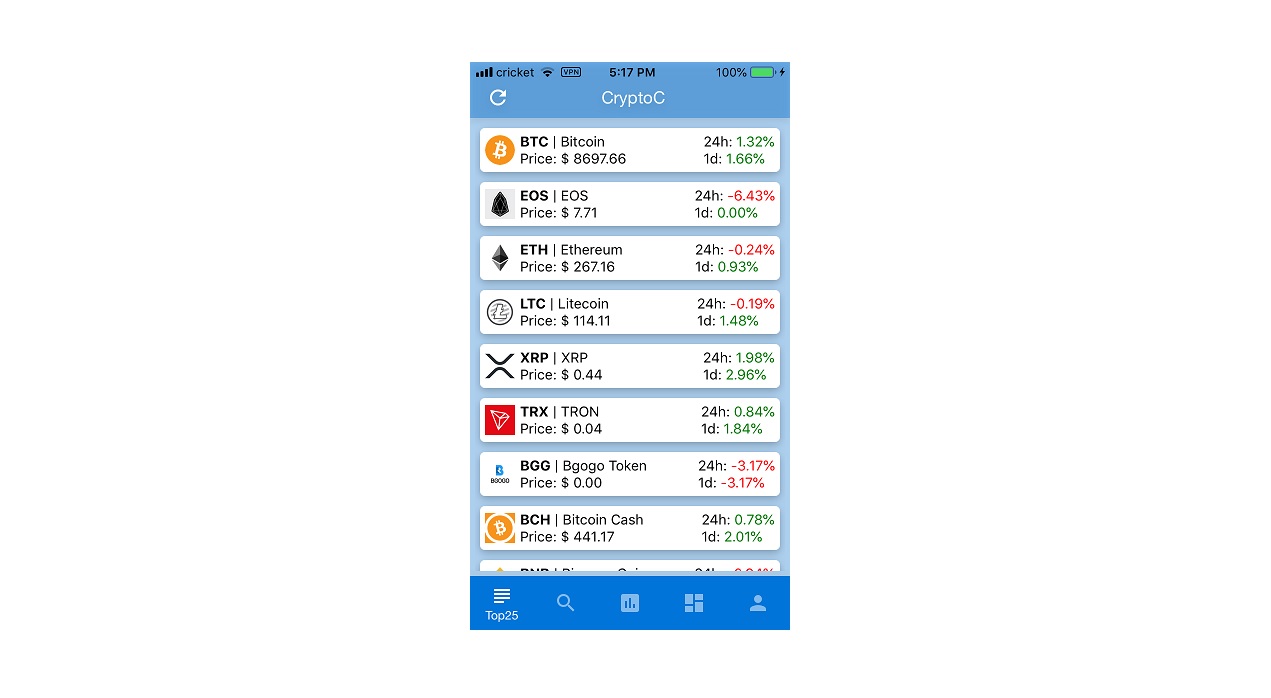 cricket VPN 5:17 PM 100%
CryptoC
BTC | Bitcoin 24h: 1.32%
Price: $ 8697.66 1d: 1.66%
EOS | EOS 24h: -6.43%
Price: $ 7.71 1d: 0.00%
ETH | Ethereum 24h: -0.24%
Price: $ 267.16 1d: 0.93%
LTC | Litecoin 24h: -0.19%
Price: $ 114.11 1d: 1.48%
XRP | XRP 24h: 1.98%
Price: $ 0.44 1d: 2.96%
TRX | TRON 24h: 0.84%
Price: $ 0.04 1d: 1.84%
BGG | Bgogo Token 24h: -3.17%
BGOGO
Price: $ 0.00 1d: -3.17%
BCH | Bitcoin Cash 24h: 0.78%
Price: $ 441.17 1d: 2.01%
Top25